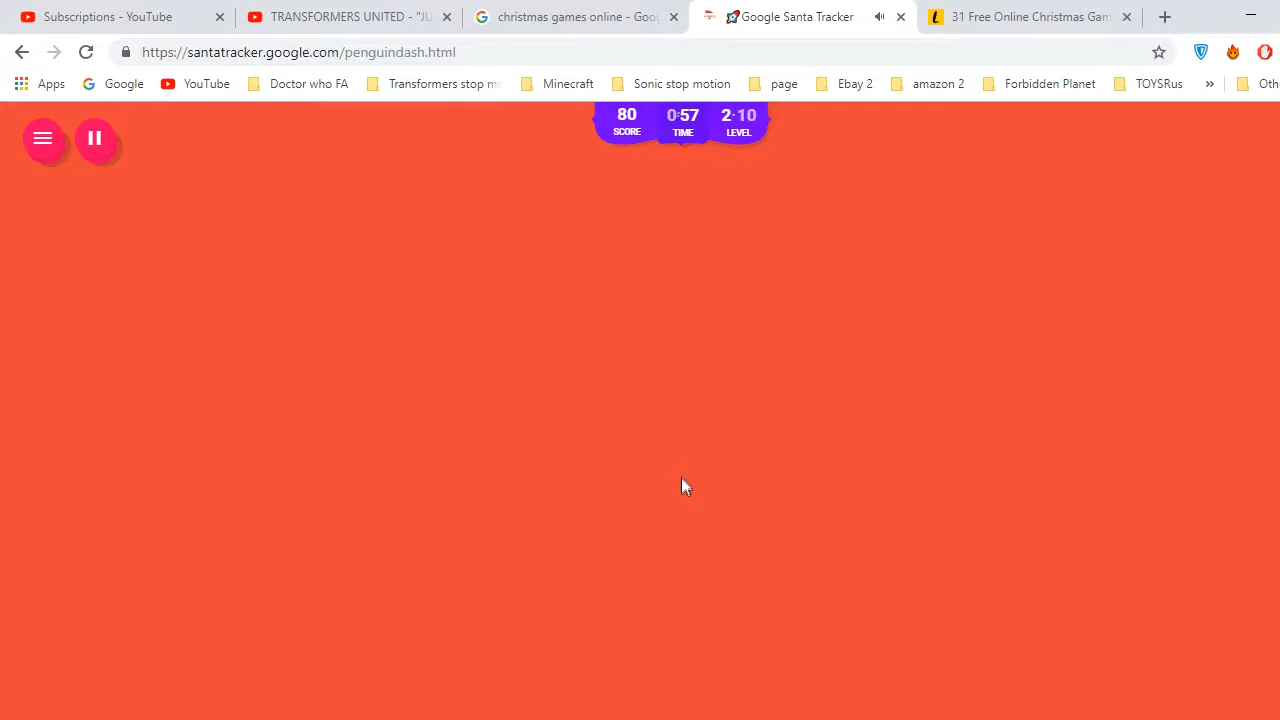 Subscriptions - YouTube
TRANSFORMERS UNITED - "JU
christmas games online - Goo
Google Santa Tracker
31 Free Online Christmas Gam
https://santatracker.google.com/penguindash.html
Apps
Google
YouTube
Doctor who FA
Transformers stop mo
Minecraft
Sonic stop motion
page
Ebay 2
amazon 2
Forbidden Planet
TOYSRus
»
Oth
80
SCORE
0:57
TIME
2·10
LEVEL